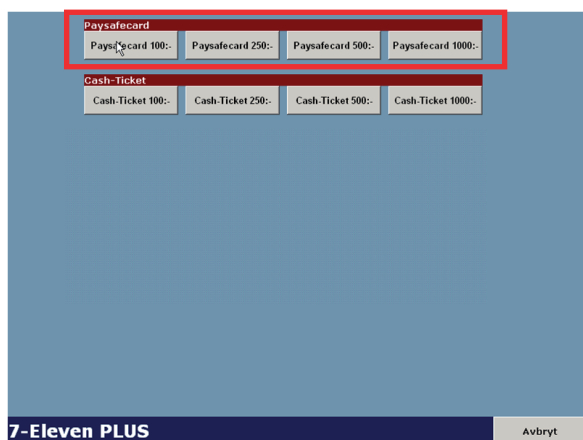 Paysafecard
Paysafecard 100:- Paysafecard 250:- Paysafecard 500:- Paysafecard 1000:-
Cash-Ticket
Cash-Ticket 100:- Cash-Ticket 250:- Cash-Ticket 500:- Cash-Ticket 1000:-
7-Eleven PLUS Avbryt